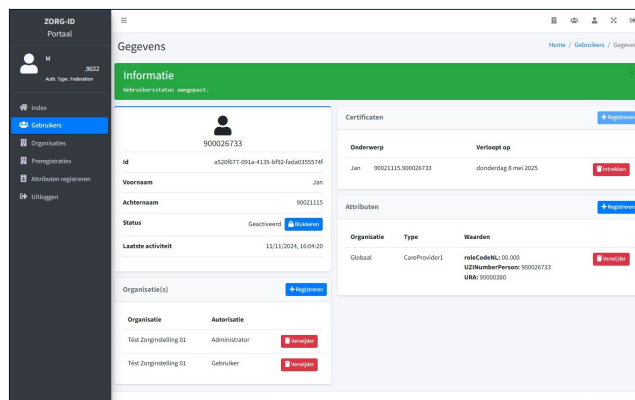 ZORG-ID
Portaal
M
.9022
Auth. Type : Federation
Index
Gebruikers
Organisaties
Preregistraties
Attributen registreren
Uitloggen
Gegevens
Home / Gebruikers / Gegeven
Informatie
Gebruikersstatus aangepast.
900026733
Id a520f677-091a-4135-bf92-fada0355574f
Voornaam Jan
Achternaam 90021115
Status Geactiveerd Blokkeren
Laatste activiteit 11/11/2024, 16:04:20
Organisatie(s) + Registreren
Organisatie Autorisatie
Tést Zorginstelling 01 Administrator Verwijder
Tést Zorginstelling 01 Gebruiker Verwijder
Certificaten + Registreren
Onderwerp Verloopt op
Jan 90021115.900026733 donderdag 8 mei 2025 Intrekken
Attributen + Registreren
Organisatie Type Waarden
Globaal CareProvider1 roleCodeNL: 00.000 Verwijder
UZINumberPerson: 900026733
URA: 90000380